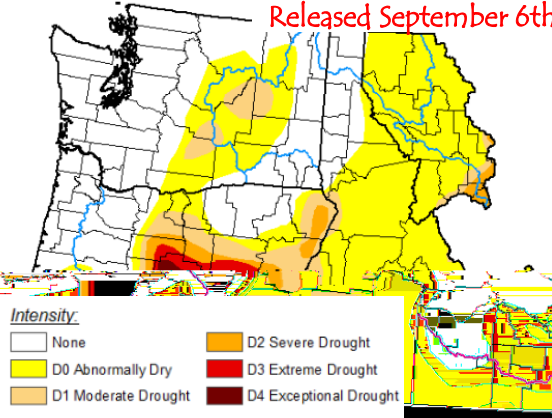 Released September 6th
Intensity:
None
D0 Abnormally Dry
D1 Moderate Drought
D2 Severe Drought
D3 Extreme Drought
D4 Exceptional Drought